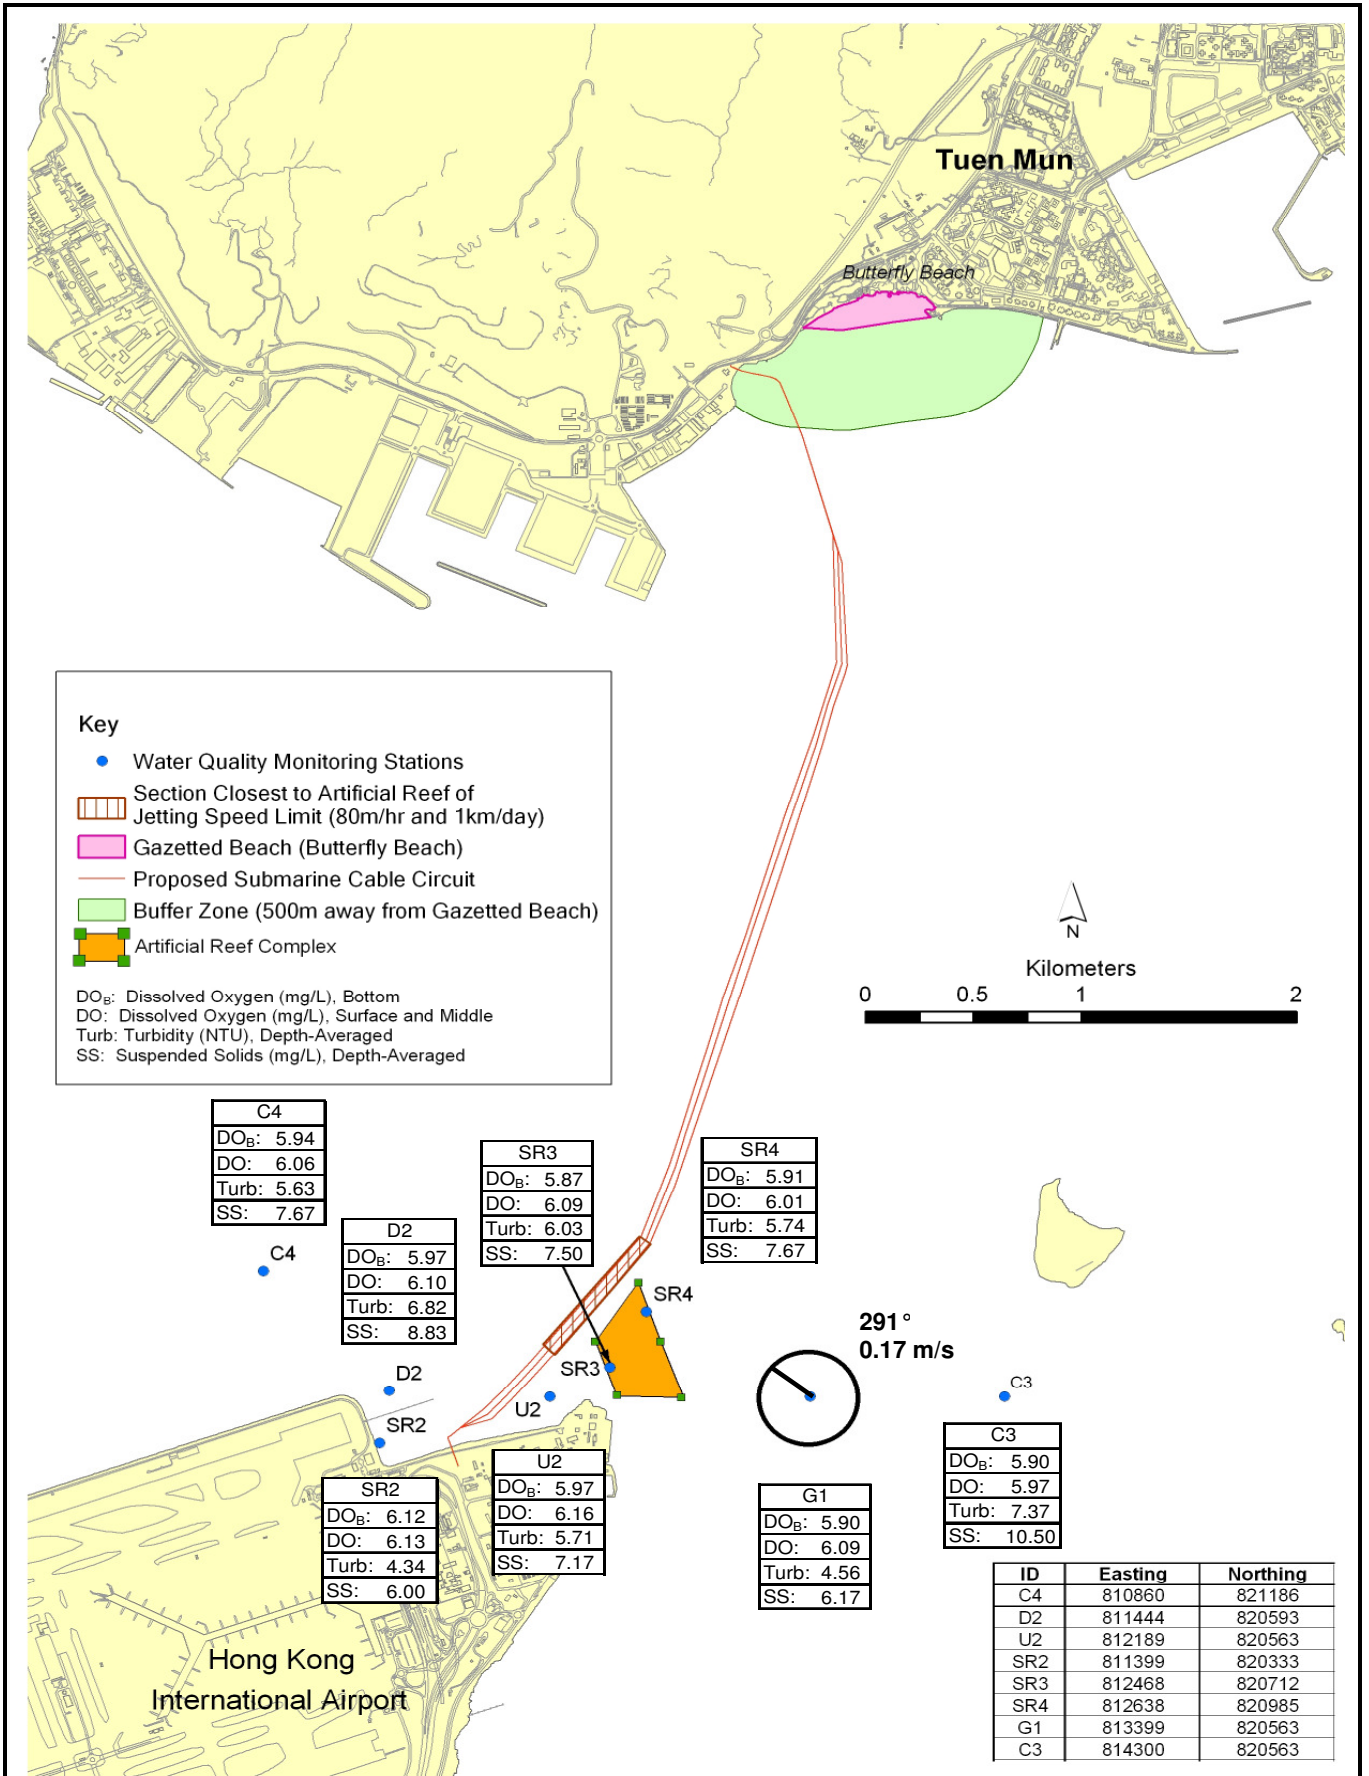 Tuen Mun
Butterfly Beach
Key
Water Quality Monitoring Stations
Section Closest to Artificial Reef of
Jetting Speed Limit (80m/hr and 1km/day)
Gazetted Beach (Butterfly Beach)
Proposed Submarine Cable Circuit
Buffer Zone (500m away from Gazetted Beach)
Artificial Reef Complex
DOB: Dissolved Oxygen (mg/L), Bottom
DO: Dissolved Oxygen (mg/L), Surface and Middle
Turb: Turbidity (NTU), Depth-Averaged
SS: Suspended Solids (mg/L), Depth-Averaged
N
Kilometers
0 0.5 1 2
C4
DOB: 5.94
DO: 6.06
Turb: 5.63
SS: 7.67
SR3
DOB: 5.87
DO: 6.09
Turb: 6.03
SS: 7.50
SR4
DOB: 5.91
DO: 6.01
Turb: 5.74
SS: 7.67
D2
DOB: 5.97
DO: 6.10
Turb: 6.82
SS: 8.83
C4
SR4
291°
0.17 m/s
SR3
D2
C3
U2
SR2
C3
DOB: 5.90
DO: 5.97
Turb: 7.37
SS: 10.50
U2
DOB: 5.97
DO: 6.16
Turb: 5.71
SS: 7.17
SR2
DOB: 6.12
DO: 6.13
Turb: 4.34
SS: 6.00
G1
DOB: 5.90
DO: 6.09
Turb: 4.56
SS: 6.17
Hong Kong
International Airport
ID Easting Northing
C4 810860 821186
D2 811444 820593
U2 812189 820563
SR2 811399 820333
SR3 812468 820712
SR4 812638 820985
G1 813399 820563
C3 814300 820563